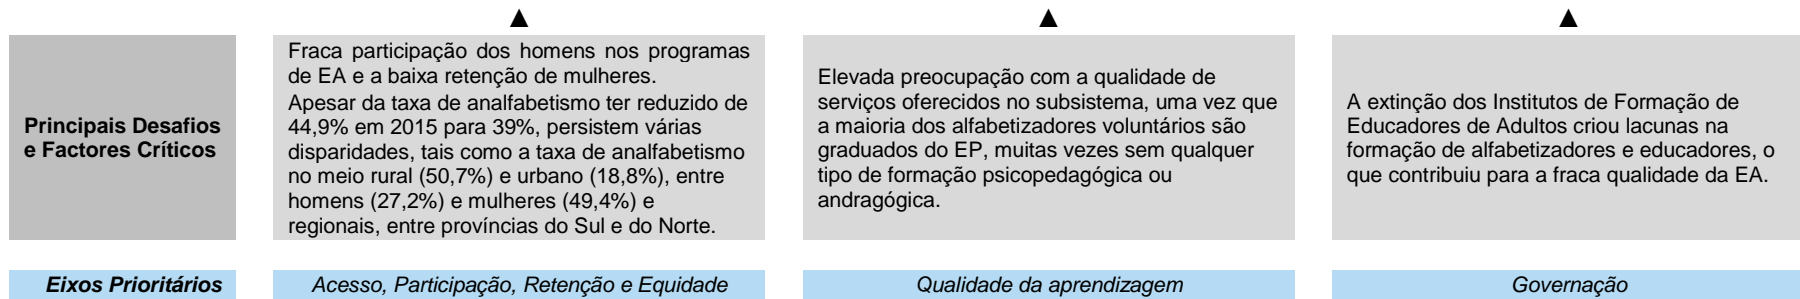 Principais Desafios
e Factores Críticos
Fraca participação dos homens nos programas
de EA e a baixa retenção de mulheres.
Apesar da taxa de analfabetismo ter reduzido de
44,9% em 2015 para 39%, persistem várias
disparidades, tais como a taxa de analfabetismo
no meio rural (50,7%) e urbano (18,8%), entre
homens (27,2%) e mulheres (49,4%) e
regionais, entre províncias do Sul e do Norte.
Elevada preocupação com a qualidade de
serviços oferecidos no subsistema, uma vez que
a maioria dos alfabetizadores voluntários são
graduados do EP, muitas vezes sem qualquer
tipo de formação psicopedagógica ou
andragógica.
A extinção dos Institutos de Formação de
Educadores de Adultos criou lacunas na
formação de alfabetizadores e educadores, o
que contribuiu para a fraca qualidade da EA.
Eixos Prioritários
Acesso, Participação, Retenção e Equidade
Qualidade da aprendizagem
Governação